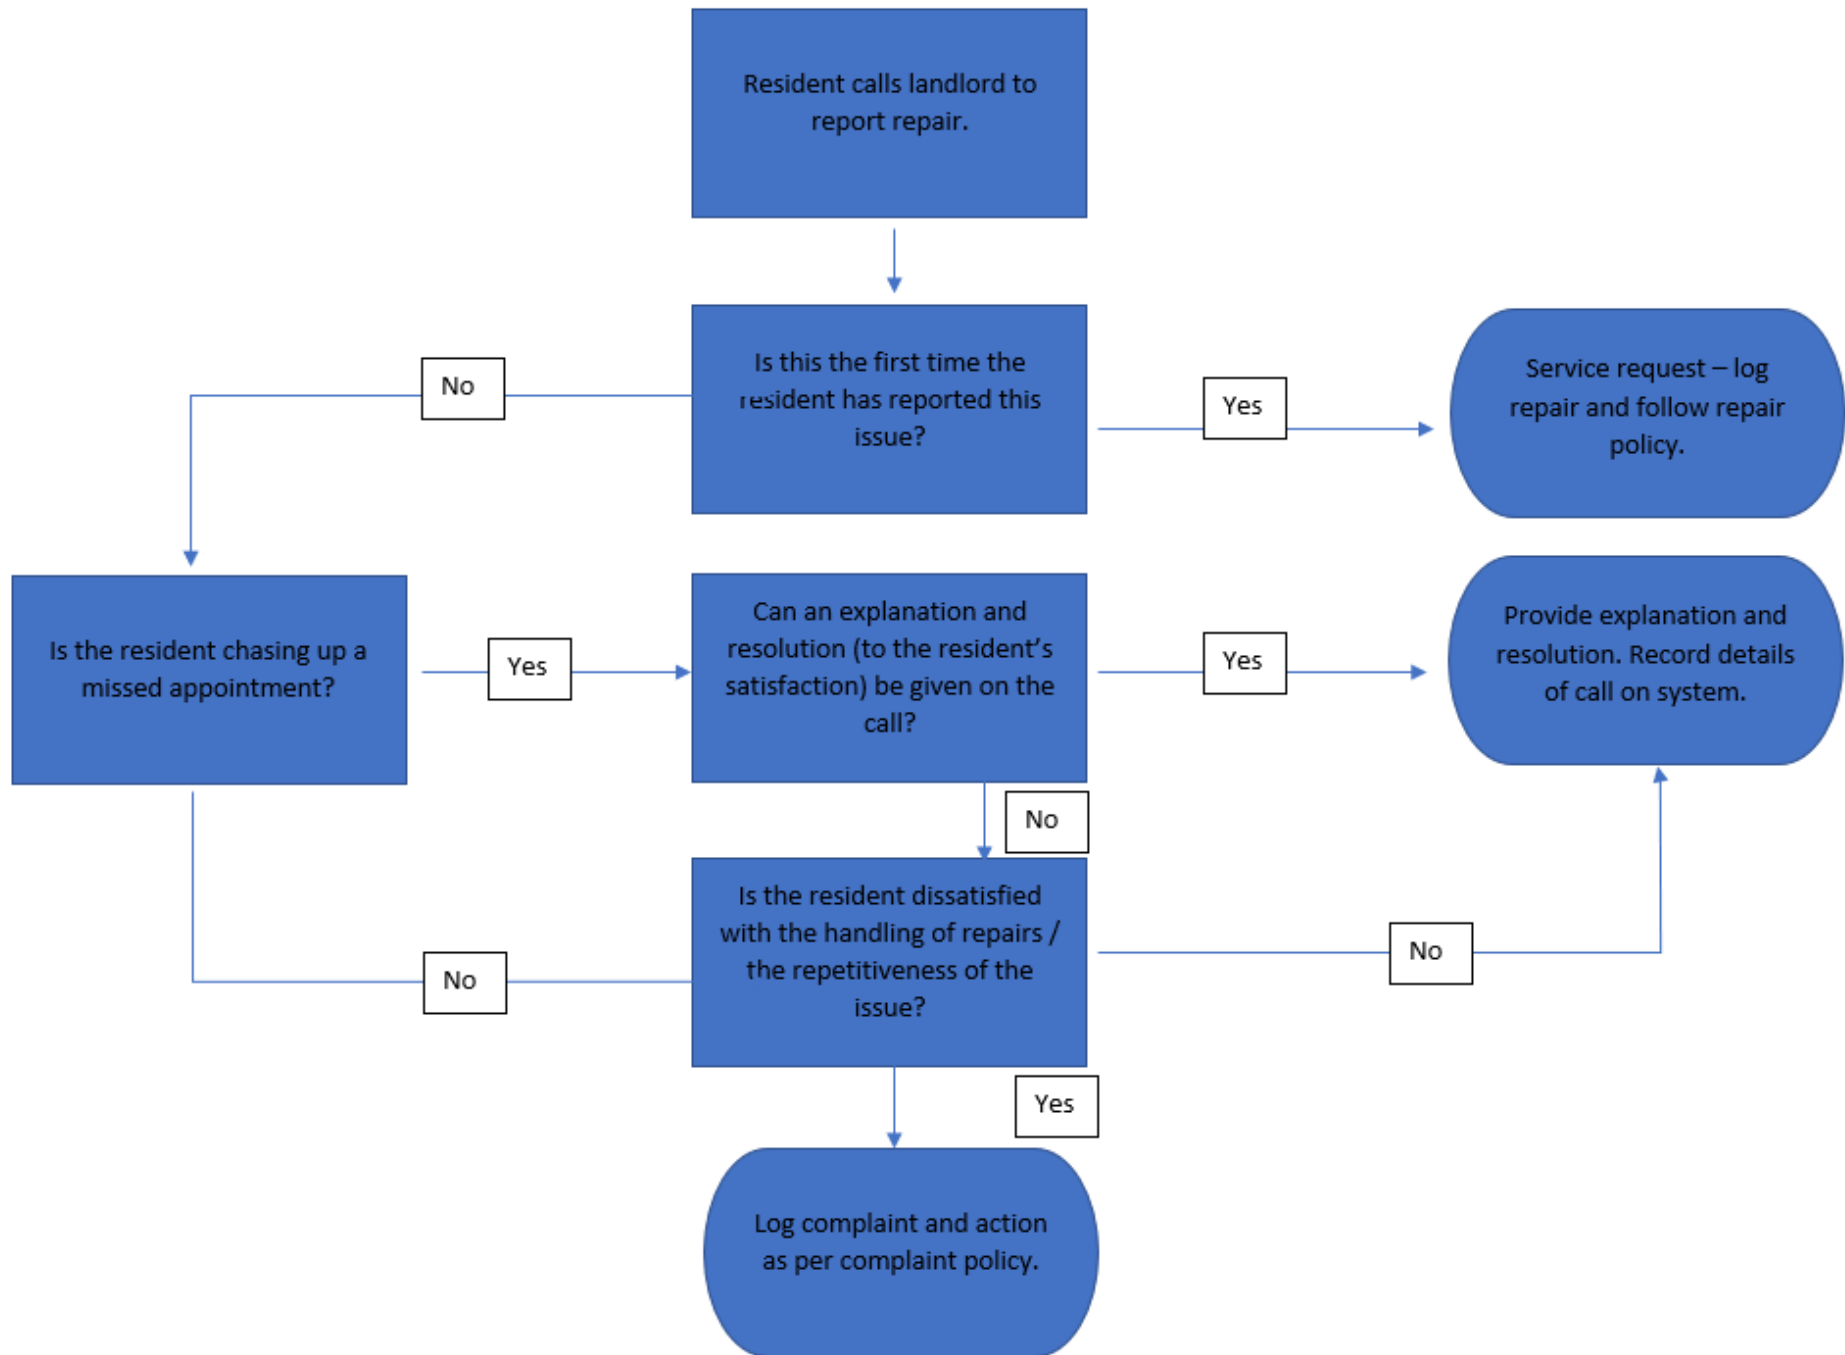 Resident calls landlord to
report repair.
Is this the first time the
resident has reported this
issue?
No
Yes
Service request – log
repair and follow repair
policy.
Is the resident chasing up a
missed appointment?
Yes
Can an explanation and
resolution (to the resident's
satisfaction) be given on the
call?
Yes
Provide explanation and
resolution. Record details
of call on system.
No
Is the resident dissatisfied
with the handling of repairs /
the repetitiveness of the
issue?
No
No
Yes
Log complaint and action
as per complaint policy.